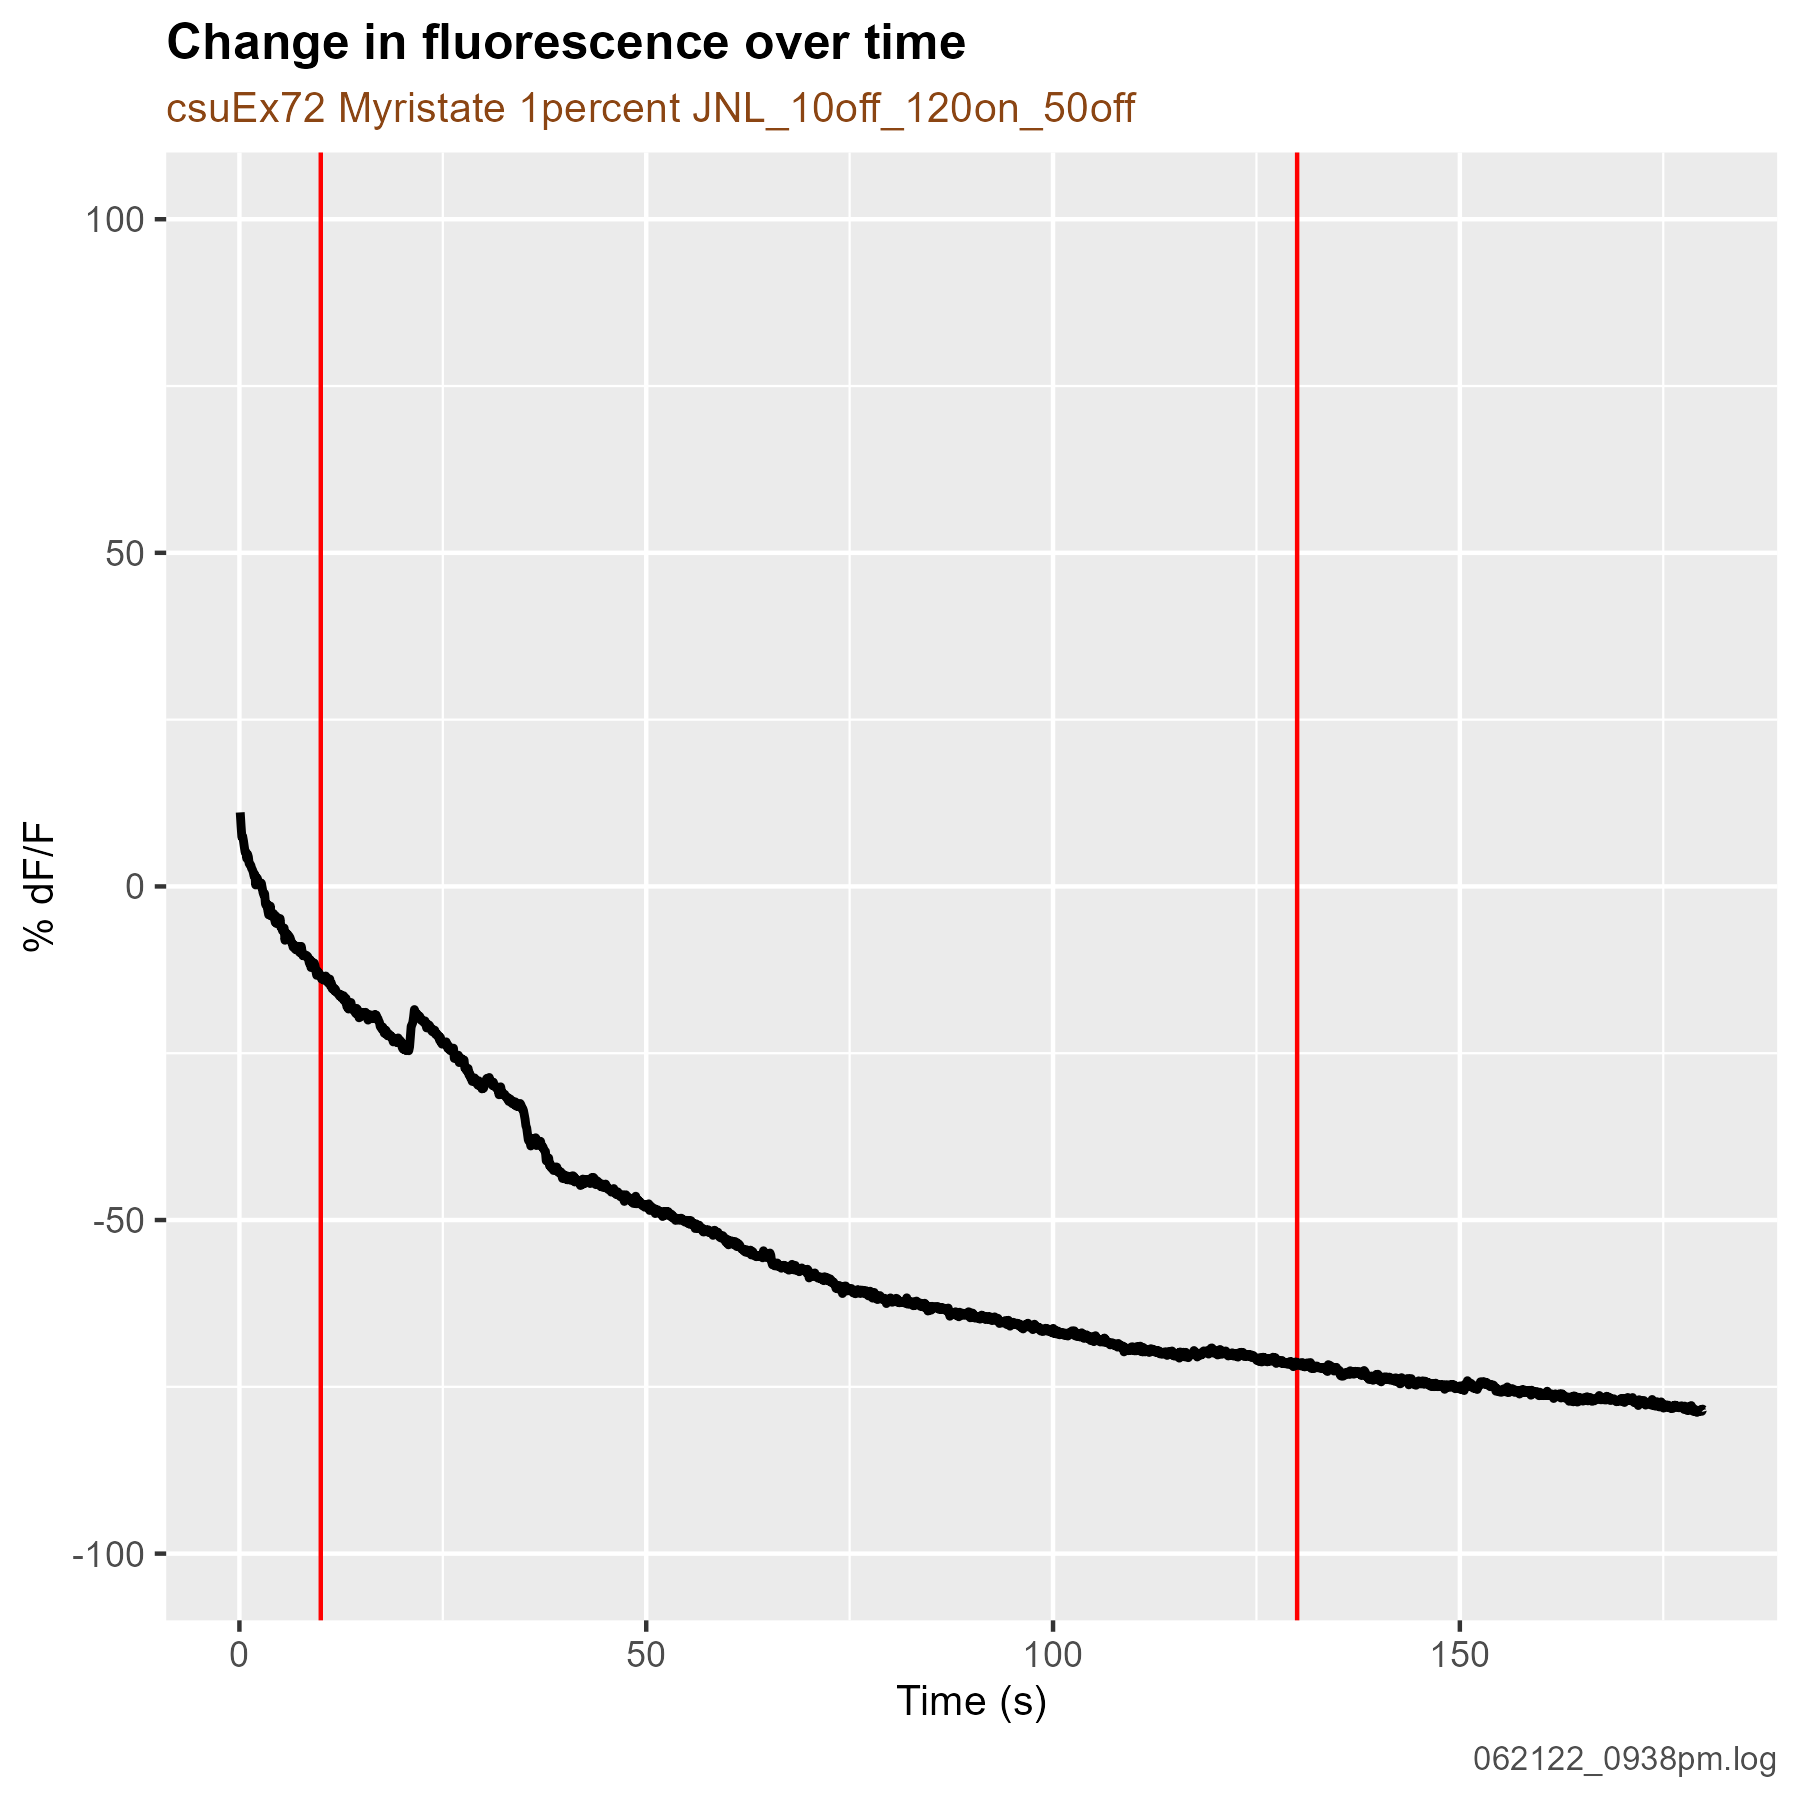 Change in fluorescence over time
csuEx72 Myristate 1percent JNL_10off_120on_50off
100
50
0
-50
-100
% dF/F
0 50 100 150
Time (s)
062122_0938pm.log